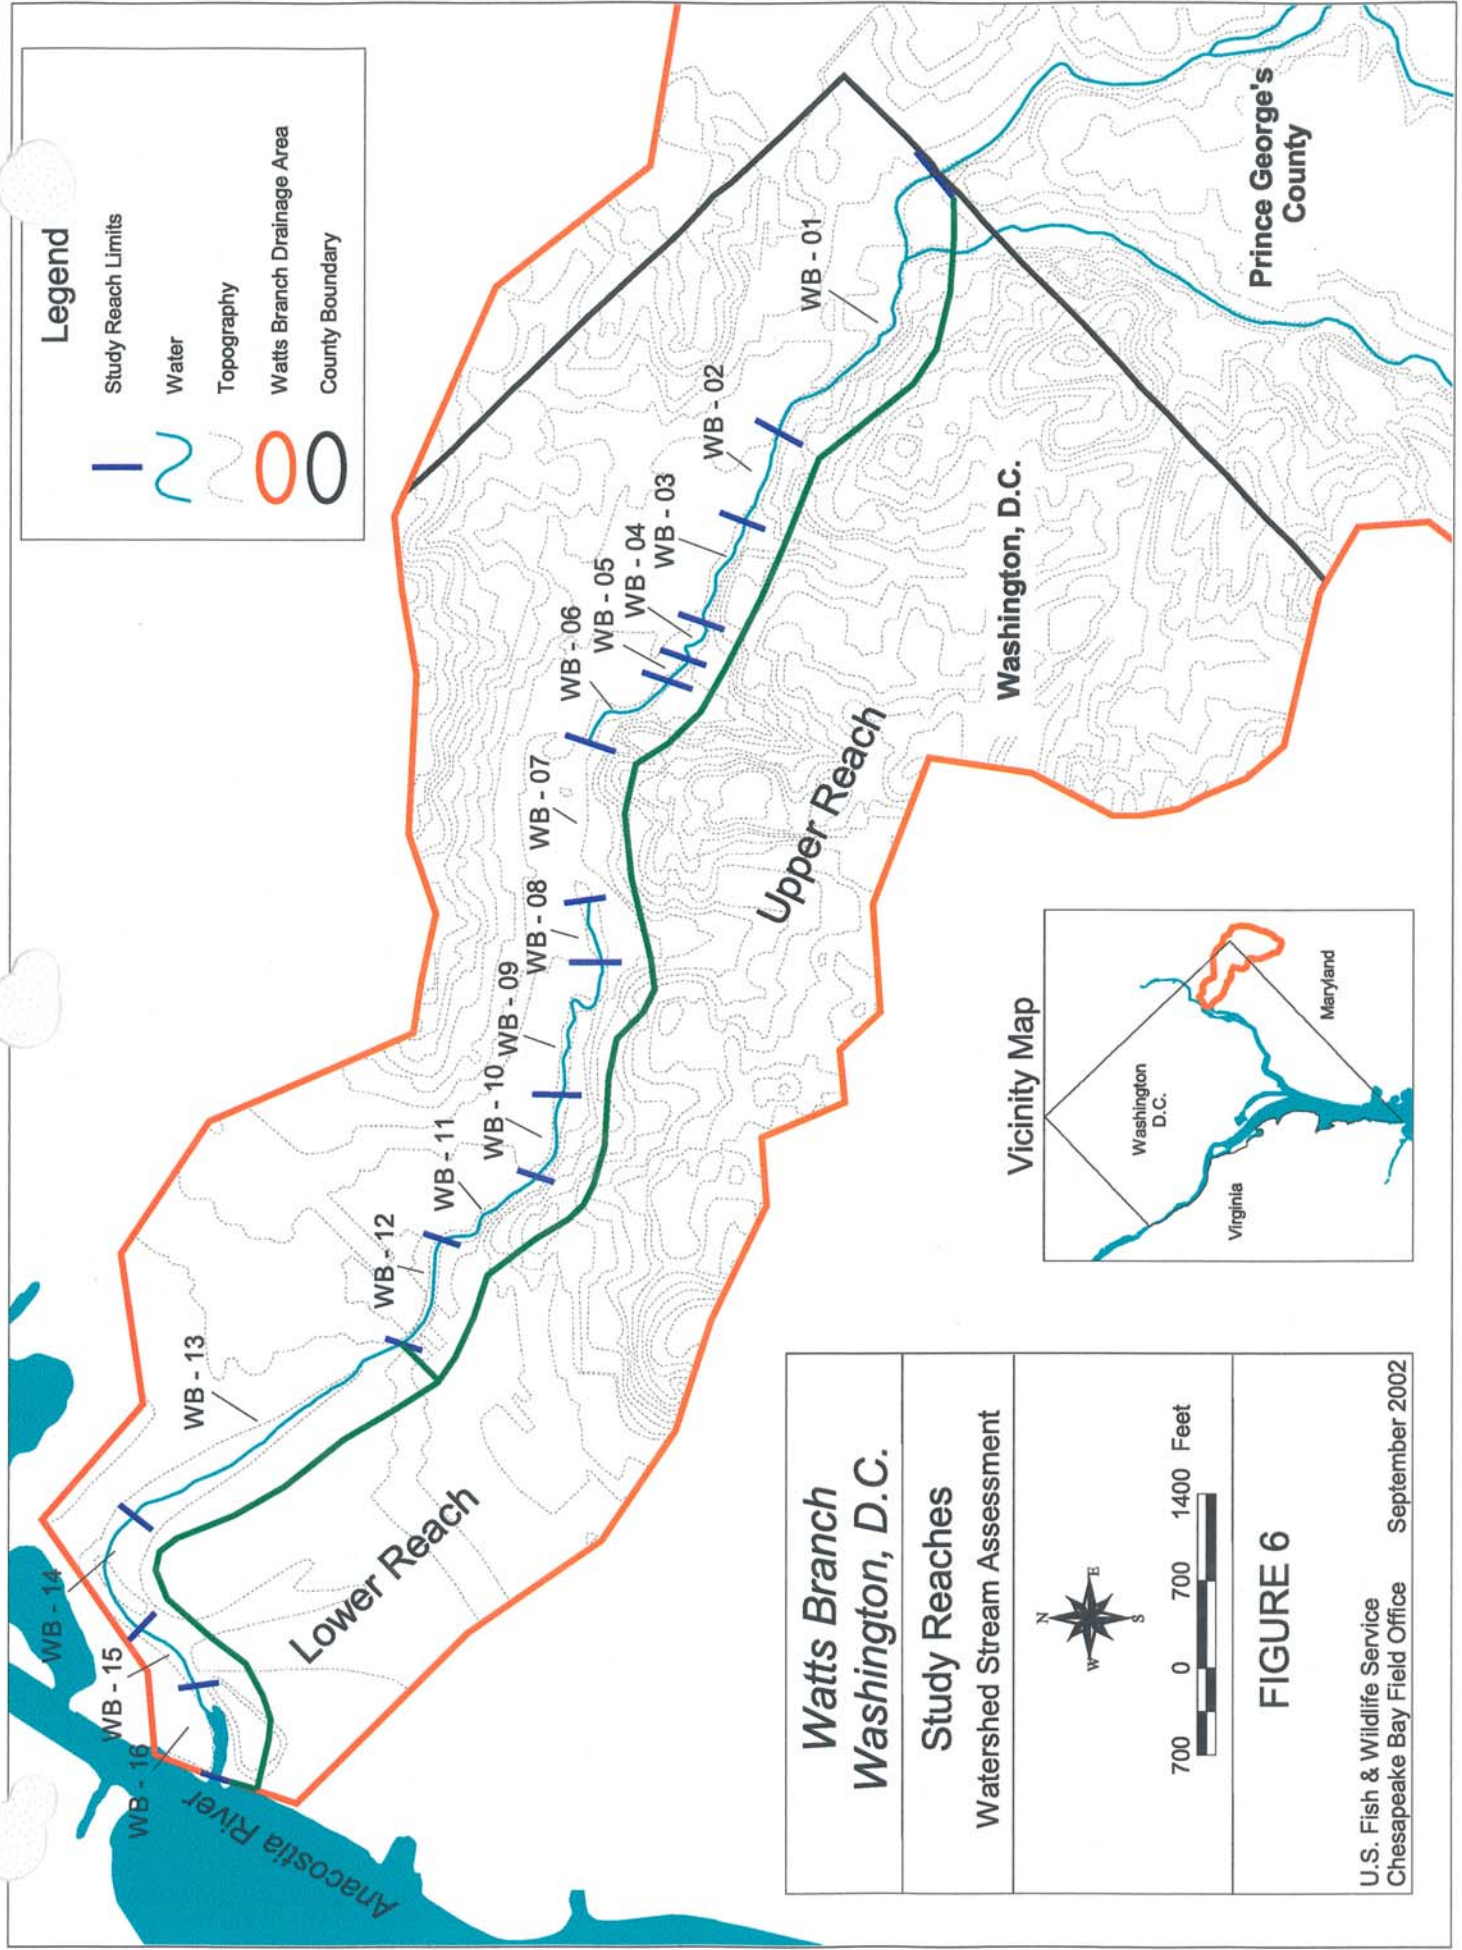 Legend
Study Reach Limits
Water
Topography
Watts Branch Drainage Area
County Boundary
WB - 01
WB - 02
WB - 03
WB - 04
WB - 05
WB - 06
WB - 07
WB - 08
WB - 09
WB - 10
WB - 11
WB - 12
WB - 13
WB - 14
WB - 15
WB - 16
Upper Reach
Lower Reach
Anacostia River
Washington, D.C.
Prince George's
County
Vicinity Map
Washington
D.C.
Virginia
Maryland
Watts Branch
Washington, D.C.
Study Reaches
Watershed Stream Assessment
N
W
E
S
700 0 700 1400 Feet
FIGURE 6
U.S. Fish & Wildlife Service
Chesapeake Bay Field Office September 2002